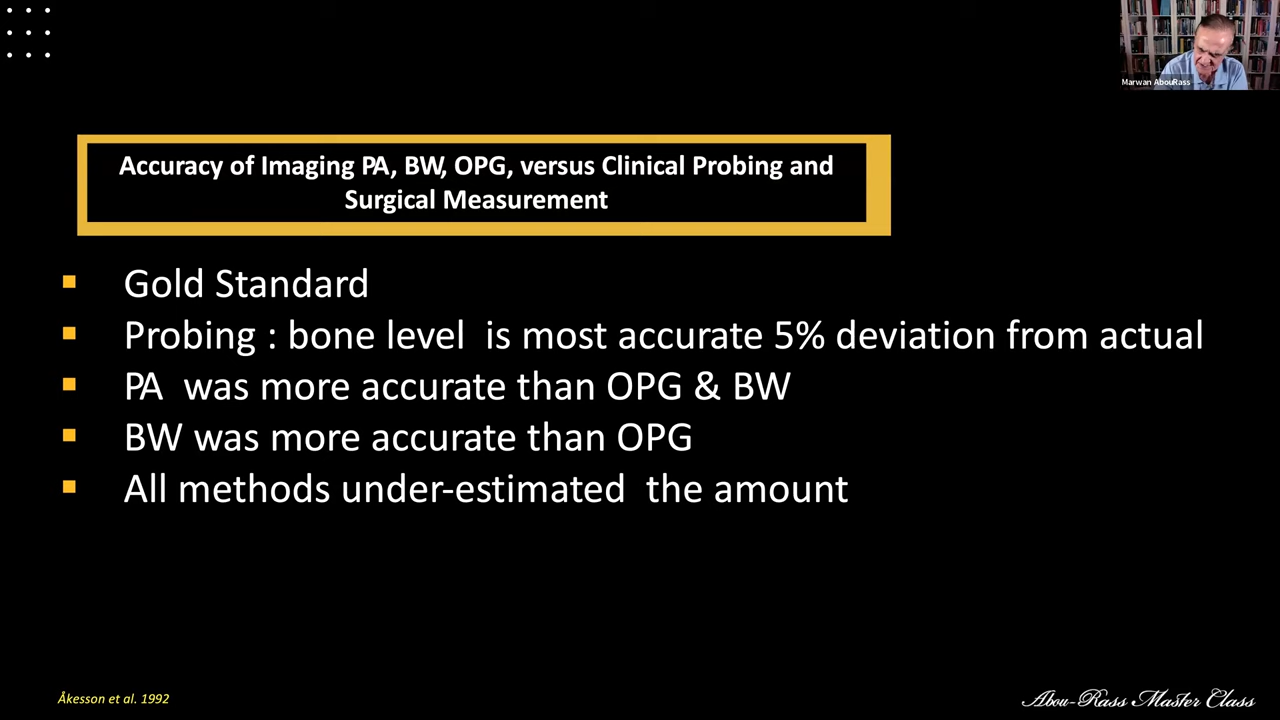 Marwan AbouRass
Accuracy of Imaging PA, BW, OPG, versus Clinical Probing and
Surgical Measurement
▪ Gold Standard
▪ Probing : bone level is most accurate 5% deviation from actual
▪ PA was more accurate than OPG & BW
▪ BW was more accurate than OPG
▪ All methods under-estimated the amount
Åkesson et al. 1992
Abou-Rass Master Class